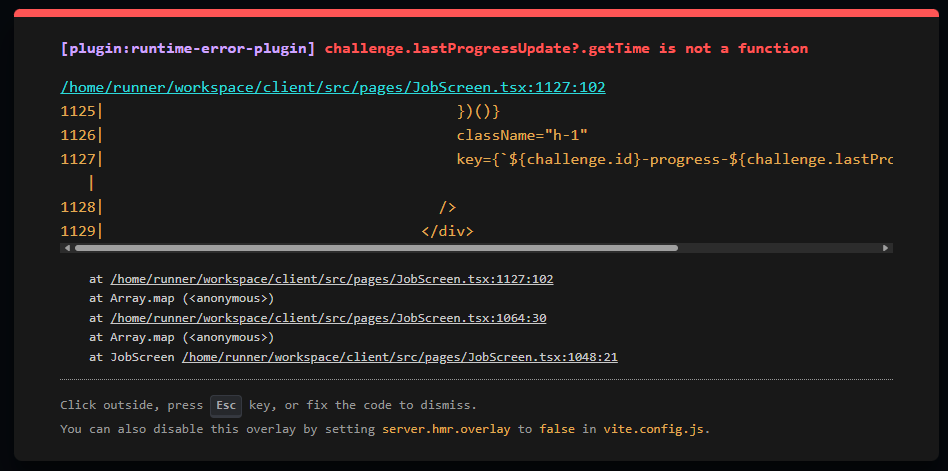 [plugin:runtime-error-plugin] challenge.lastProgressUpdate?.getTime is not a function
/home/runner/workspace/client/src/pages/JobScreen.tsx:1127:102
1125| })()}
1126| className="h-1"
1127| key={`${challenge.id}-progress-${challenge.lastPro
|
1128| />
1129| </div>
at /home/runner/workspace/client/src/pages/JobScreen.tsx:1127:102
at Array.map (<anonymous>)
at /home/runner/workspace/client/src/pages/JobScreen.tsx:1064:30
at Array.map (<anonymous>)
at JobScreen /home/runner/workspace/client/src/pages/JobScreen.tsx:1048:21
Click outside, press Esc key, or fix the code to dismiss.
You can also disable this overlay by setting server.hmr.overlay to false in vite.config.js.